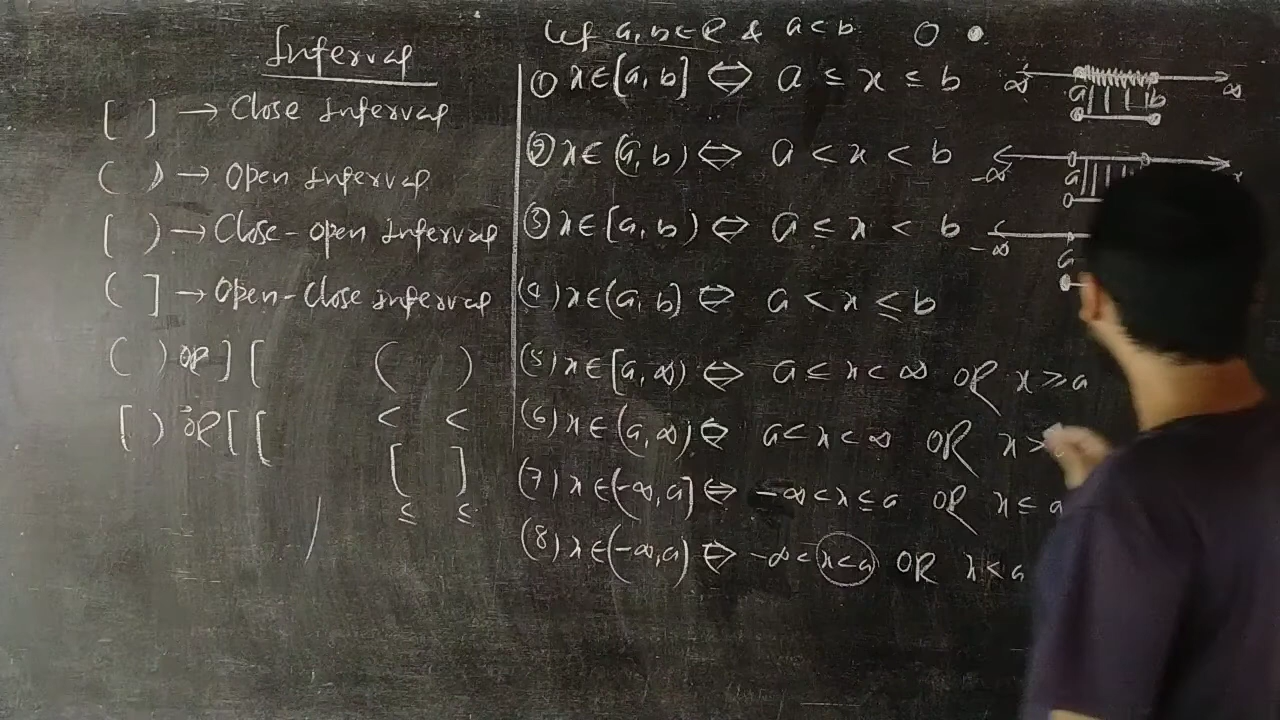 Interval
[ ] → Close interval
( ) → Open interval
[ ) → Close-open interval
( ] → Open-Close interval
( ) OR ] [
[ ) OR [ [
( )
< <
[ ]
≤ ≤
Let a, b ∈ R & a < b
① x ∈ [a, b] ⇔ a ≤ x ≤ b
∞ a b ∞
② x ∈ (a, b) ⇔ a < x < b
-∞ a
③ x ∈ [a, b) ⇔ a ≤ x < b
-∞ a
(4) x ∈ (a, b] ⇔ a < x ≤ b
(5) x ∈ [a, ∞) ⇔ a ≤ x < ∞ OR x ≥ a
(6) x ∈ (a, ∞) ⇔ a < x < ∞ OR x >
(7) x ∈ (-∞, a] ⇔ -∞ < x ≤ a OR x ≤ a
(8) x ∈ (-∞, a) ⇔ -∞ < x < a OR x < a